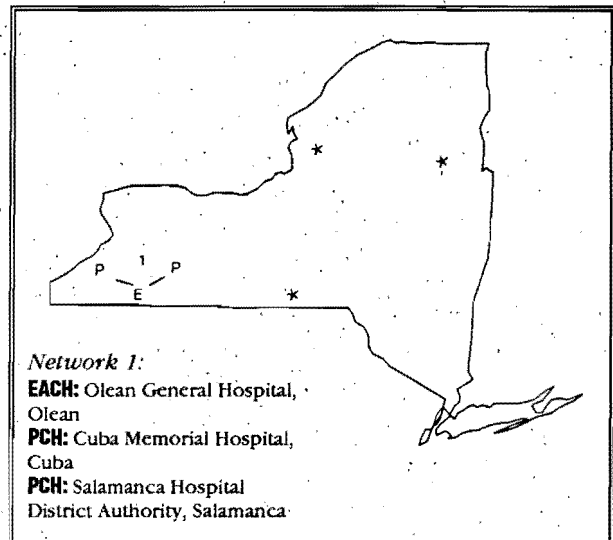 *
*
P 1 P
E
*
Network 1:
EACH: Olean General Hospital,
Olean
PCH: Cuba Memorial Hospital,
Cuba
PCH: Salamanca Hospital
District Authority, Salamanca